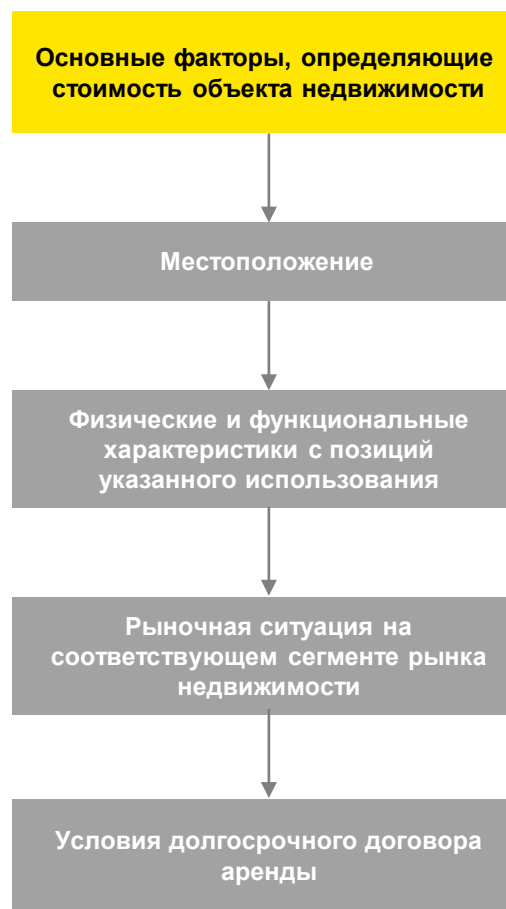 Основные факторы, определяющие
стоимость объекта недвижимости
Местоположение
Физические и функциональные
характеристики с позиций
указанного использования
Рыночная ситуация на
соответствующем сегменте рынка
недвижимости
Условия долгосрочного договора
аренды